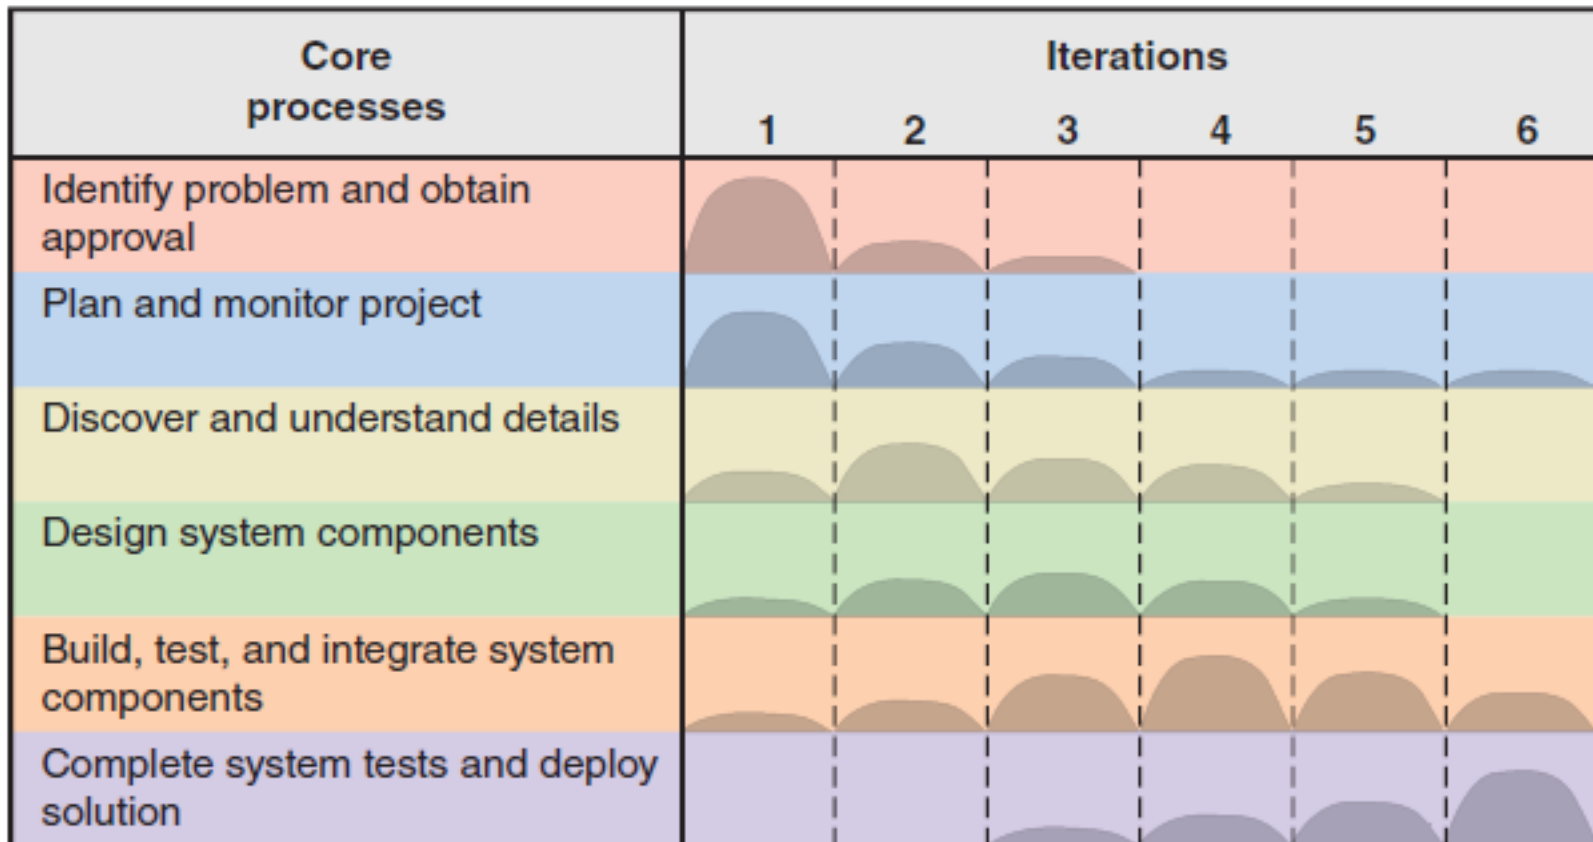 Core
processes
Iterations
1 2 3 4 5 6
Identify problem and obtain
approval
Plan and monitor project
Discover and understand details
Design system components
Build, test, and integrate system
components
Complete system tests and deploy
solution